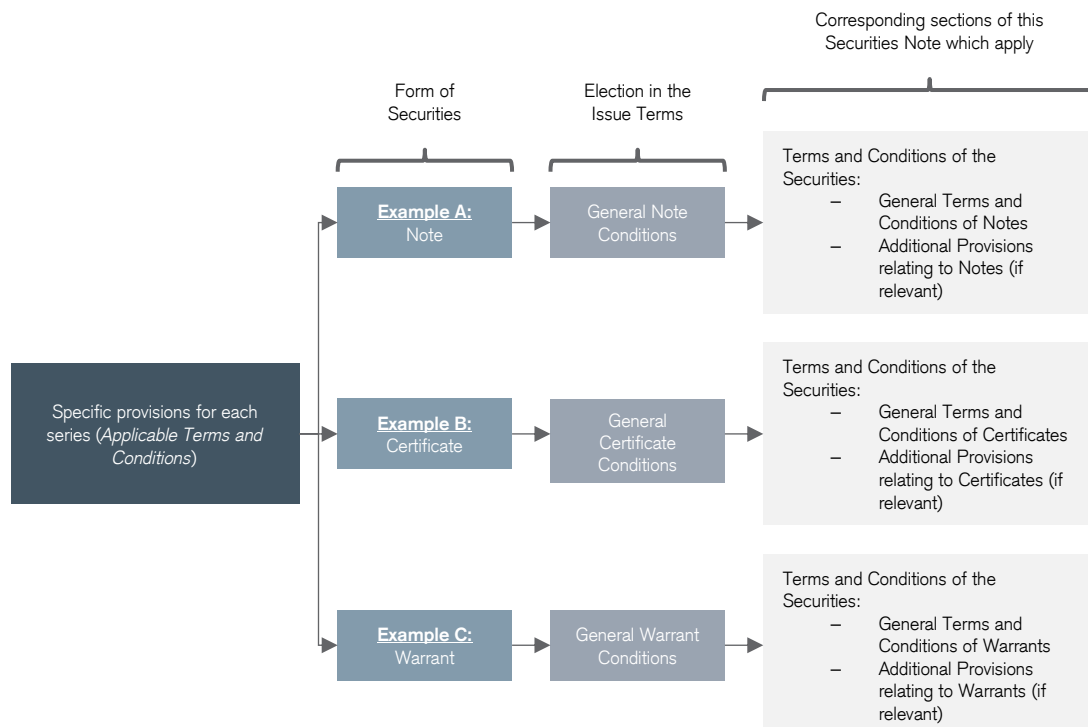 Corresponding sections of this
Securities Note which apply
Form of
Securities
Election in the
Issue Terms
Example A:
Note
General Note
Conditions
Terms and Conditions of the
Securities:
– General Terms and
Conditions of Notes
– Additional Provisions
relating to Notes (if
relevant)
Specific provisions for each
series (Applicable Terms and
Conditions)
Example B:
Certificate
General
Certificate
Conditions
Terms and Conditions of the
Securities:
– General Terms and
Conditions of Certificates
– Additional Provisions
relating to Certificates (if
relevant)
Example C:
Warrant
General Warrant
Conditions
Terms and Conditions of the
Securities:
– General Terms and
Conditions of Warrants
– Additional Provisions
relating to Warrants (if
relevant)